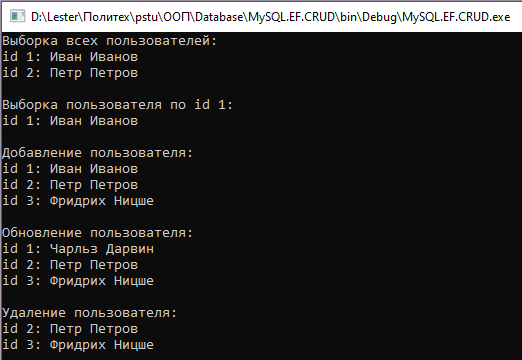 D:\Lester\Политех\pstu\ООП\Database\MySQL.EF.CRUD\bin\Debug\MySQL.EF.CRUD.exe
Выборка всех пользователей:
id 1: Иван Иванов
id 2: Петр Петров
Выборка пользователя по id 1:
id 1: Иван Иванов
Добавление пользователя:
id 1: Иван Иванов
id 2: Петр Петров
id 3: Фридрих Ницше
Обновление пользователя:
id 1: Чарльз Дарвин
id 2: Петр Петров
id 3: Фридрих Ницше
Удаление пользователя:
id 2: Петр Петров
id 3: Фридрих Ницше